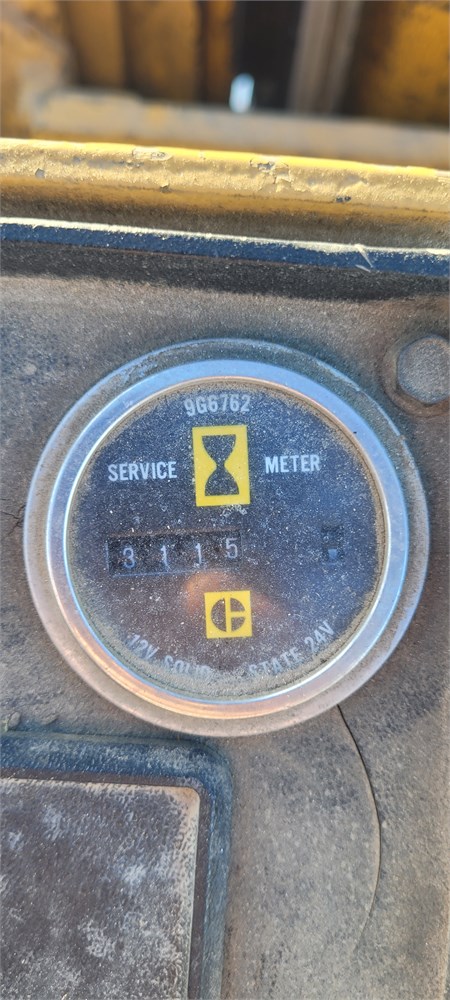 9G6762
SERVICE METER
3115
12V SOLID STATE 24V